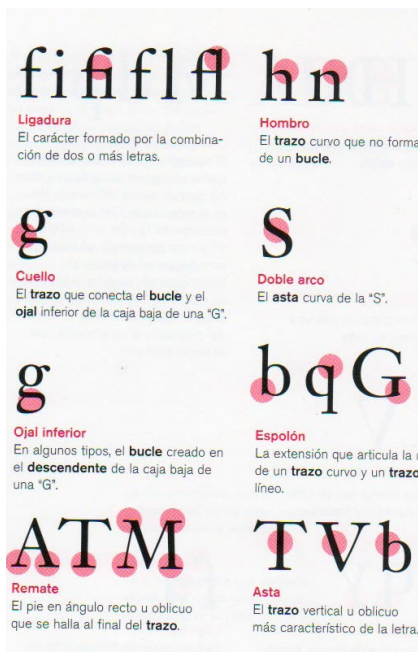 fi fi fl fl
Ligadura
El carácter formado por la combina-
ción de dos o más letras.
h n
Hombro
El trazo curvo que no forma
de un bucle.
g
Cuello
El trazo que conecta el bucle y el
ojal inferior de la caja baja de una “G”.
S
Doble arco
El asta curva de la “S”.
g
Ojal inferior
En algunos tipos, el bucle creado en
el descendente de la caja baja de
una “G”.
b q G
Espolón
La extensión que articula la
de un trazo curvo y un trazo
líneo.
A T M
Remate
El pie en ángulo recto u oblicuo
que se halla al final del trazo.
T V b
Asta
El trazo vertical u oblicuo
más característico de la letra.